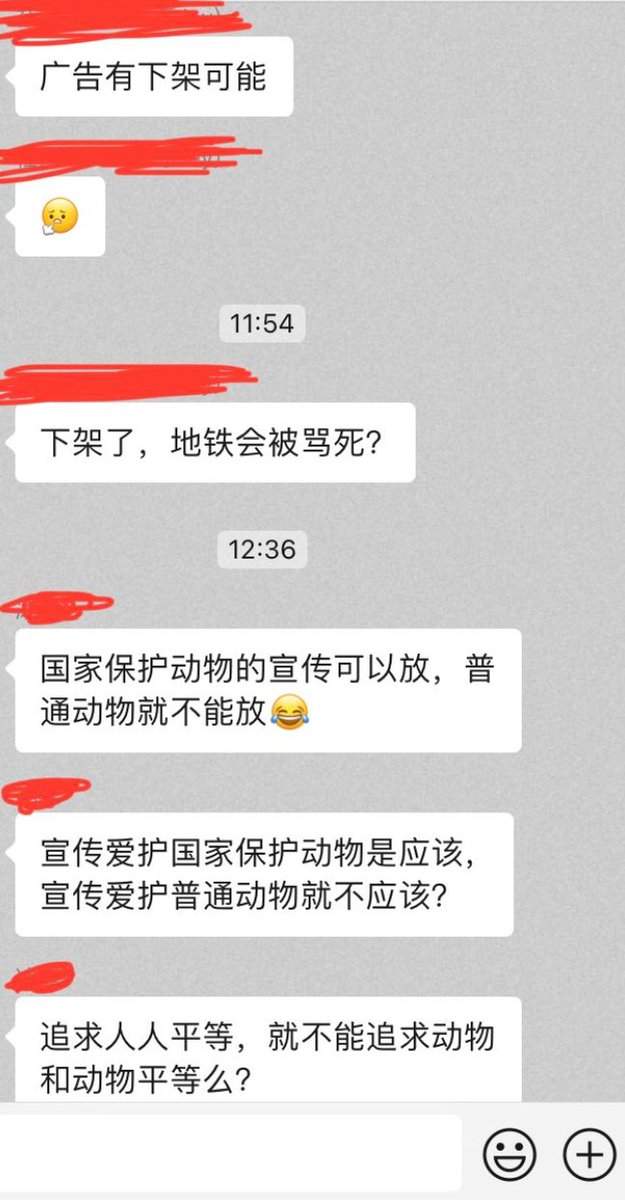 广告有下架可能
11:54
下架了，地铁会被骂死？
12:36
国家保护动物的宣传可以放，普
通动物就不能放😂
宣传爱护国家保护动物是应该，
宣传爱护普通动物就不应该？
追求人人平等，就不能追求动物
和动物平等么？